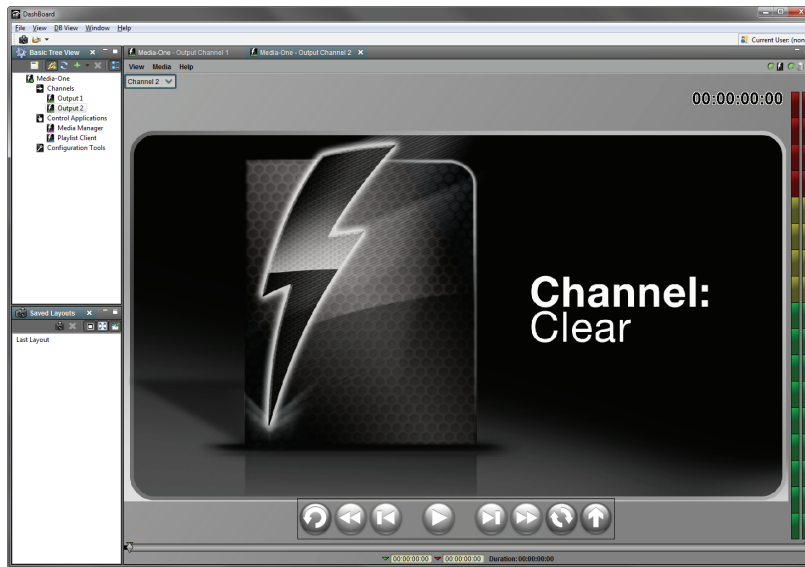 DashBoard
File View DB View Window Help
Current User: (non
Basic Tree View
Media-One - Output Channel 1
Media-One - Output Channel 2
View Media Help
Media-One
Channels
Output 1
Output 2
Control Applications
Media Manager
Playlist Client
Configuration Tools
Channel 2
00:00:00:00
Channel:
Clear
Saved Layouts
Last Layout
00:00:00:00 00:00:00:00 Duration:00:00:00:00